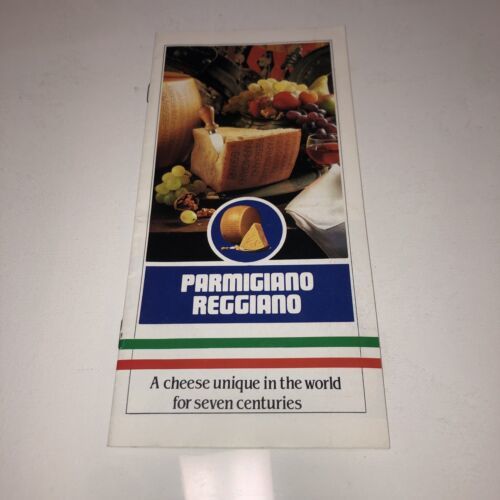 PARMIGIANO
REGGIANO
A cheese unique in the world
for seven centuries